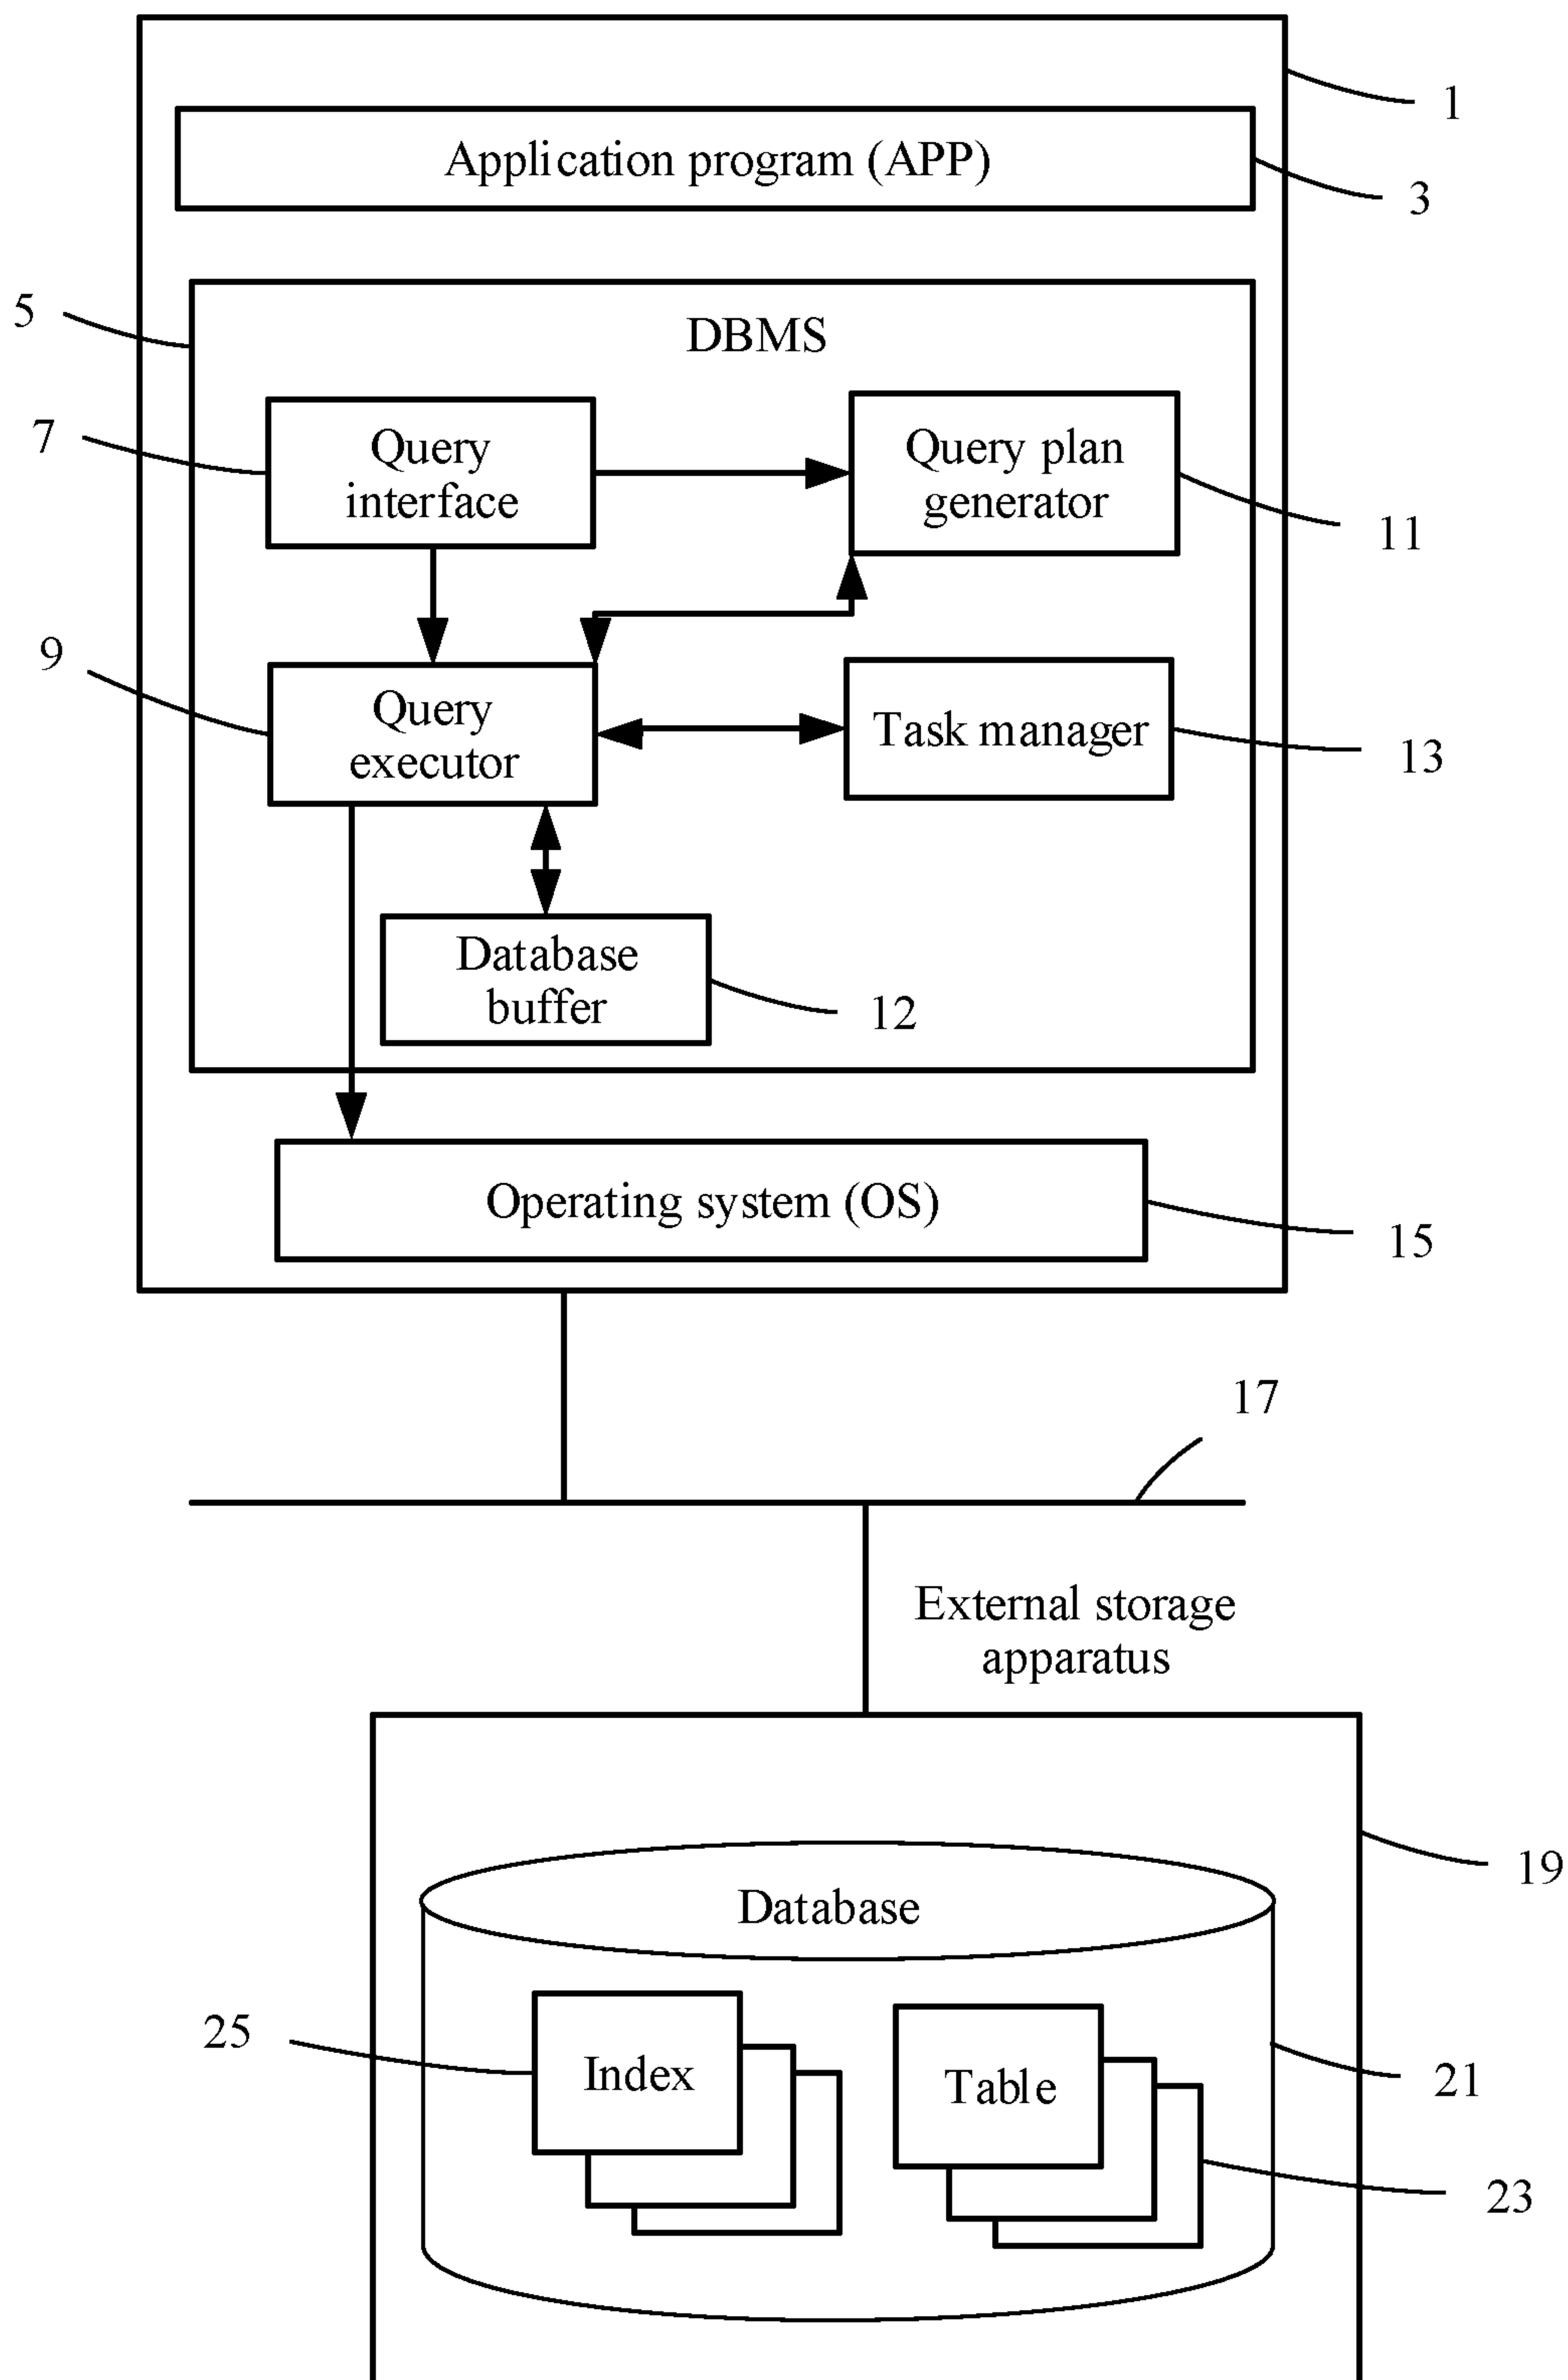 1
Application program (APP)
3
5
DBMS
7
Query
interface
Query plan
generator
11
9
Query
executor
Task manager
13
Database
buffer
12
Operating system (OS)
15
17
External storage
apparatus
19
Database
25
Index
Table
21
23